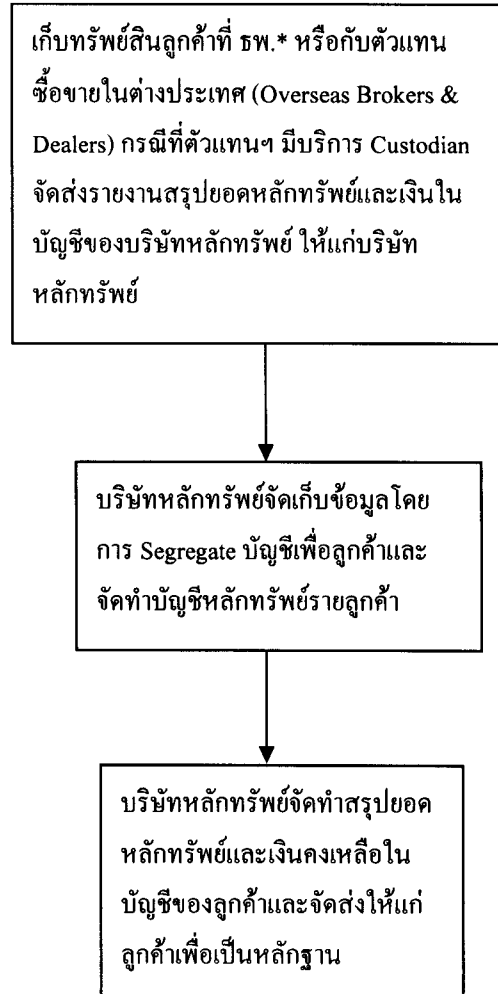 เก็บทรัพย์สินลูกค้าที่ ธพ.* หรือกับตัวแทน
ซื้อขายในต่างประเทศ (Overseas Brokers &
Dealers) กรณีที่ตัวแทนฯ มีบริการ Custodian
จัดส่งรายงานสรุปยอดหลักทรัพย์และเงินใน
บัญชีของบริษัทหลักทรัพย์ ให้แก่บริษัท
หลักทรัพย์
บริษัทหลักทรัพย์จัดเก็บข้อมูลโดย
การ Segregate บัญชีเพื่อลูกค้าและ
จัดทำบัญชีหลักทรัพย์รายลูกค้า
บริษัทหลักทรัพย์จัดทำสรุปยอด
หลักทรัพย์และเงินคงเหลือใน
บัญชีของลูกค้าและจัดส่งให้แก่
ลูกค้าเพื่อเป็นหลักฐาน